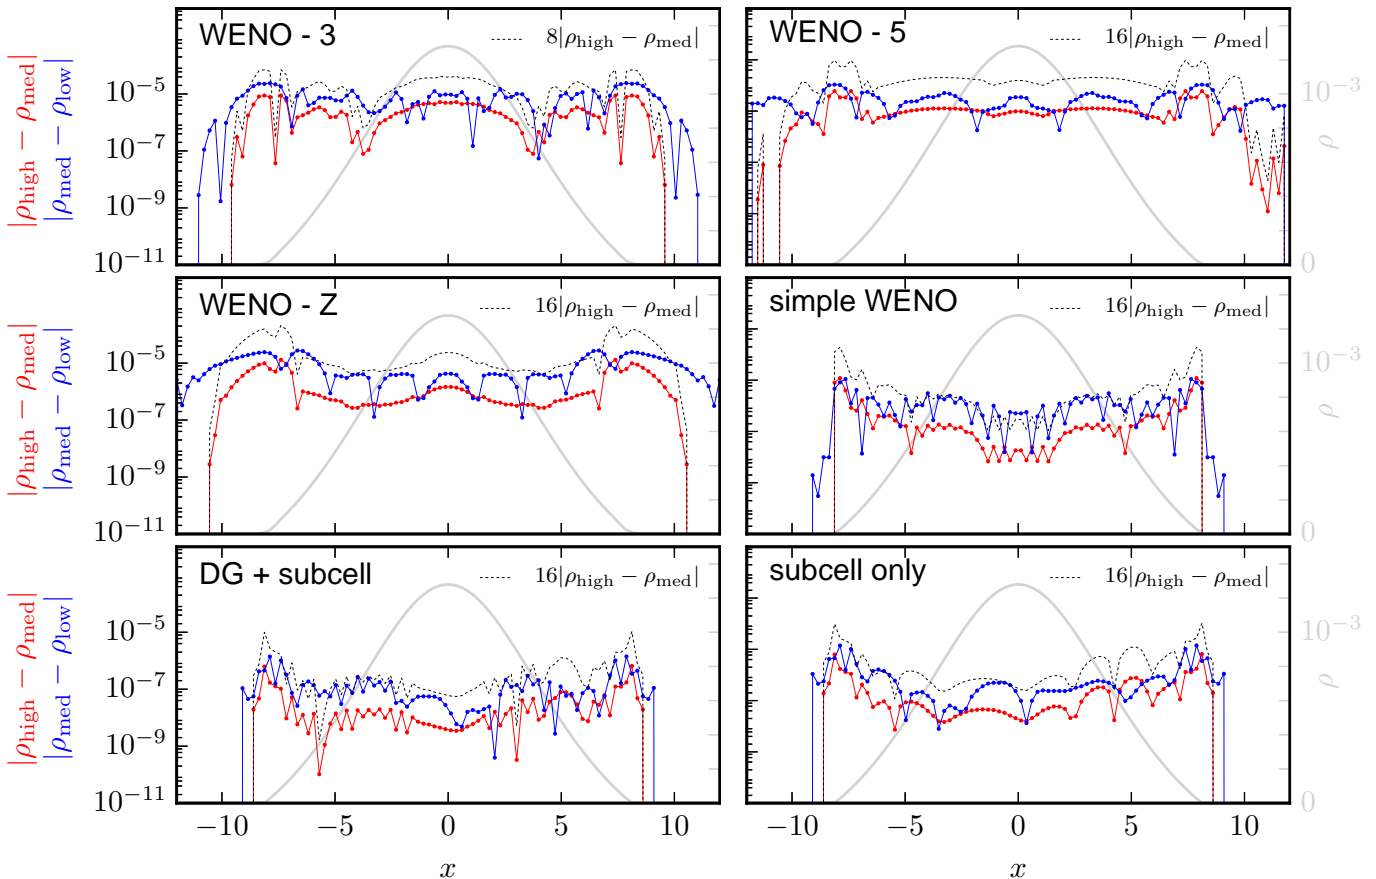 WENO - 3
8|ρhigh − ρmed|
WENO - 5
16|ρhigh − ρmed|
|ρhigh − ρmed|
|ρmed − ρlow|
10−5
10−7
10−9
10−11
10−3
ρ
0
WENO - Z
16|ρhigh − ρmed|
simple WENO
16|ρhigh − ρmed|
|ρhigh − ρmed|
|ρmed − ρlow|
10−5
10−7
10−9
10−11
10−3
ρ
0
DG + subcell
16|ρhigh − ρmed|
subcell only
16|ρhigh − ρmed|
|ρhigh − ρmed|
|ρmed − ρlow|
10−5
10−7
10−9
10−11
10−3
ρ
0
−10 −5 0 5 10
−10 −5 0 5 10
x
x